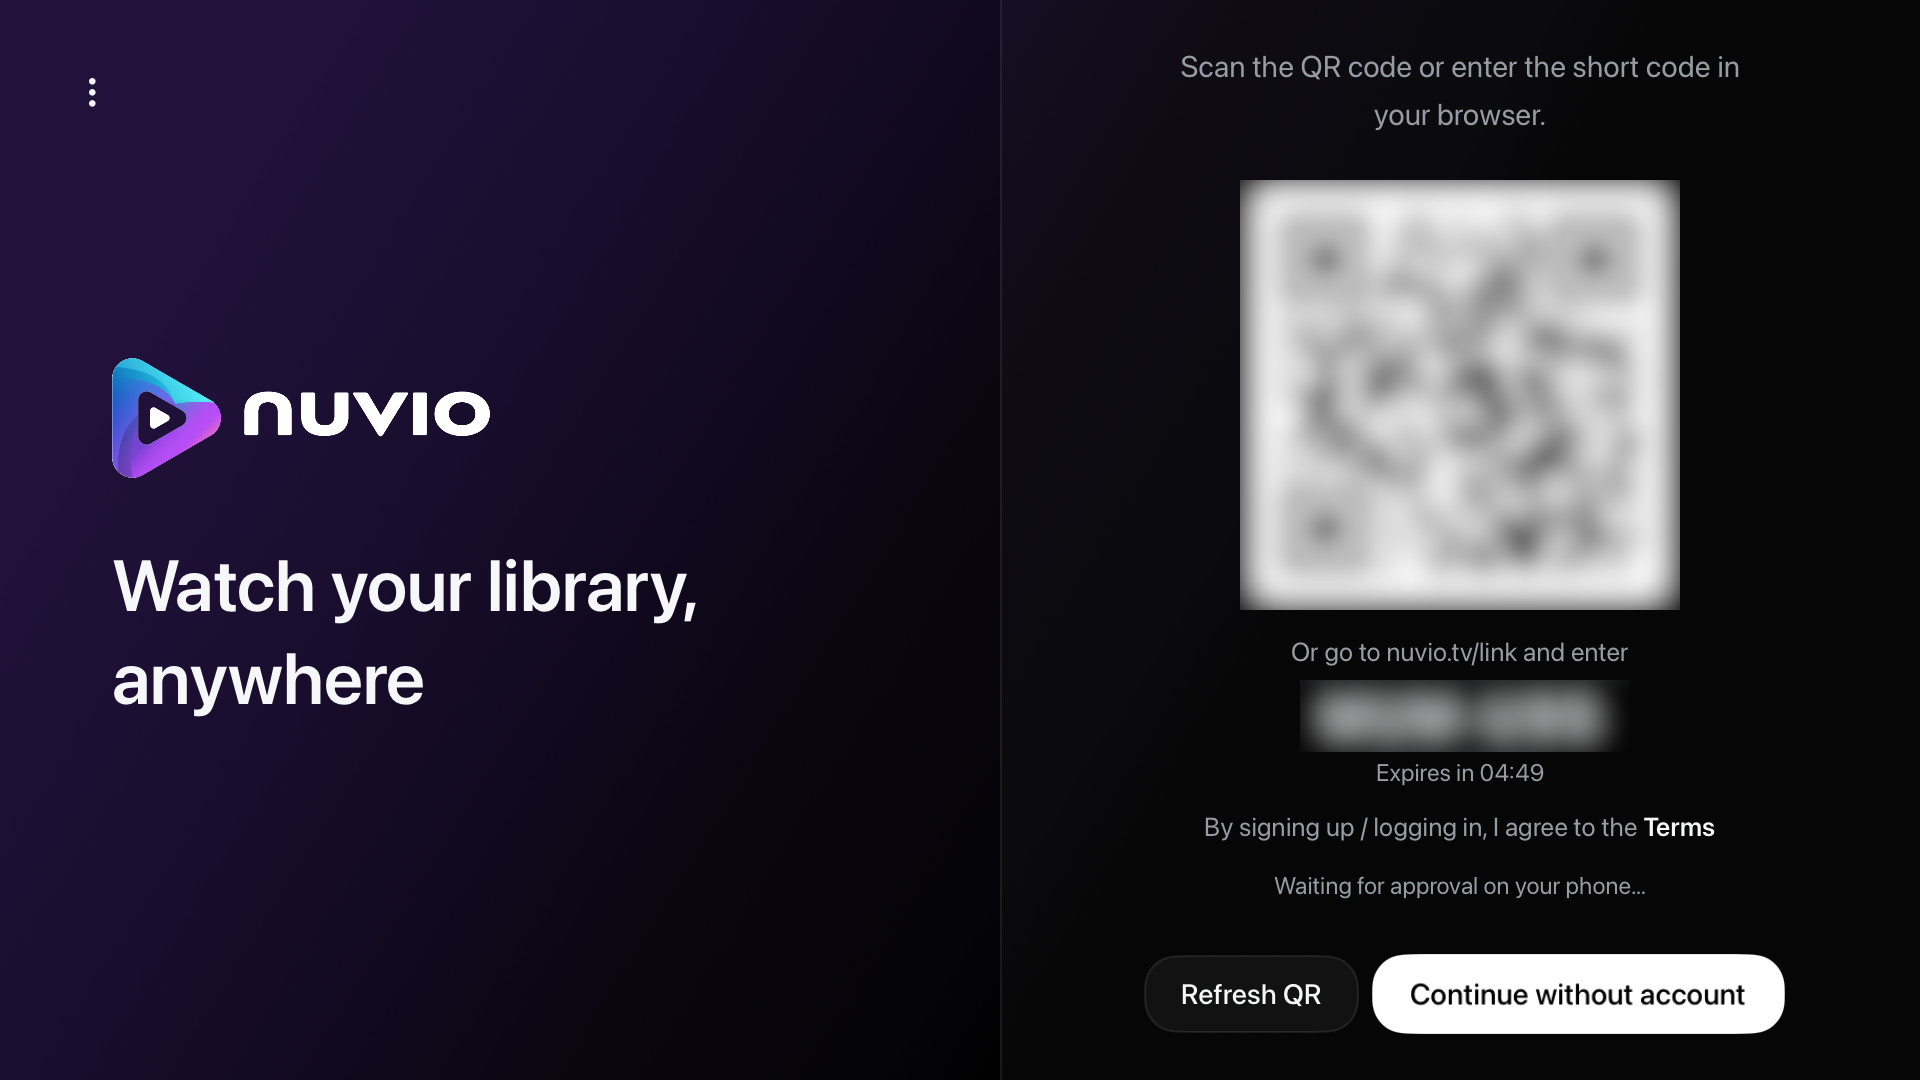 nuvio
Watch your library,
anywhere
Scan the QR code or enter the short code in
your browser.
Or go to nuvio.tv/link and enter
Expires in 04:49
By signing up / logging in, I agree to the Terms
Waiting for approval on your phone...
Refresh QR
Continue without account